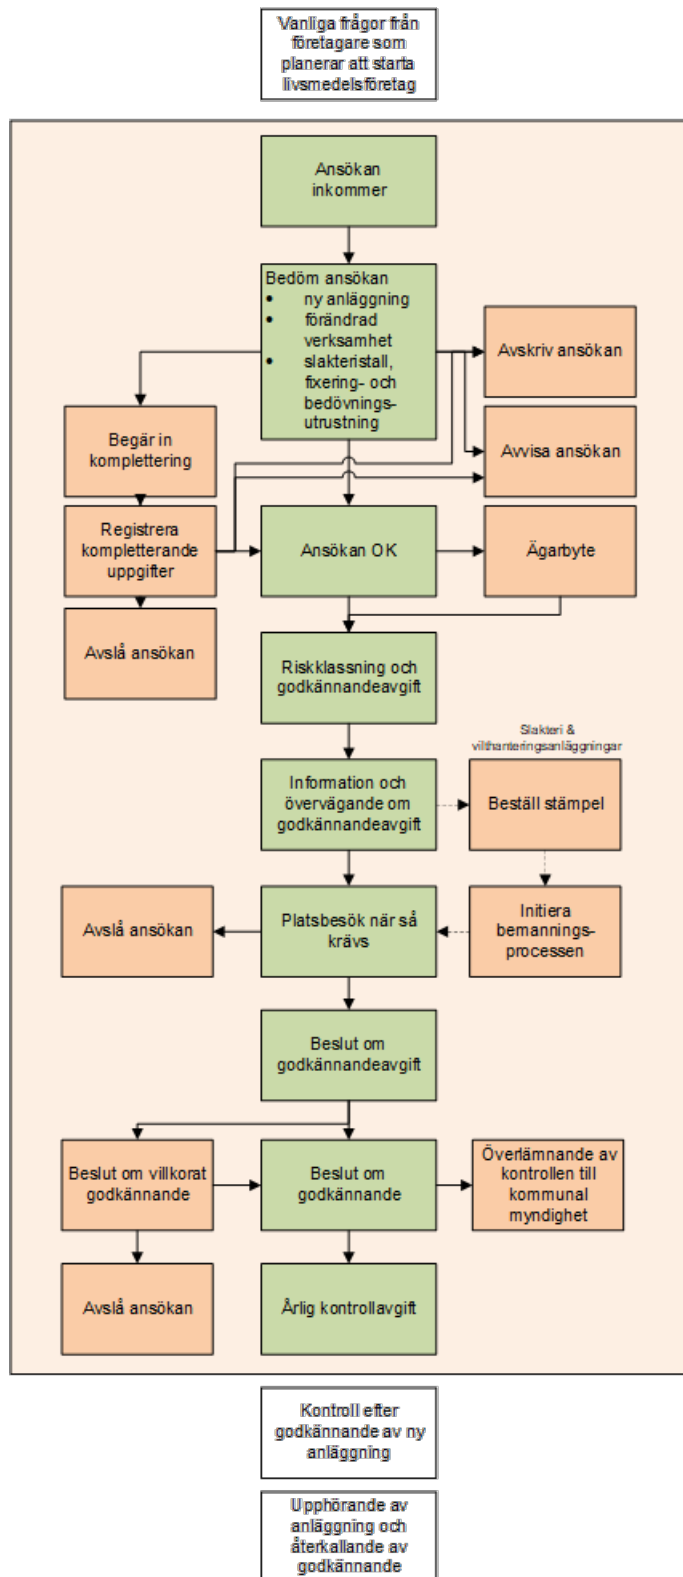 Vanliga frågor från
företagare som
planerar att starta
livsmedelsföretag
Ansökan
inkommer
Bedöm ansökan
• ny anläggning
• förändrad
verksamhet
• slakteristall,
fixering- och
bedövnings-
utrustning
Avskriv ansökan
Begär in
komplettering
Avvisa ansökan
Registrera
kompletterande
uppgifter
Ansökan OK
Ägarbyte
Avslå ansökan
Riskklassning och
godkännandeavgift
Slakteri &
vilthanteringsanläggningar
Information och
övervägande om
godkännandeavgift
Beställ stämpel
Avslå ansökan
Platsbesök när så
krävs
Initiera
bemannings-
processen
Beslut om
godkännandeavgift
Beslut om villkorat
godkännande
Beslut om
godkännande
Överlämnande av
kontrollen till
kommunal
myndighet
Avslå ansökan
Årlig kontrollavgift
Kontroll efter
godkännande av ny
anläggning
Upphörande av
anläggning och
återkallande av
godkännande